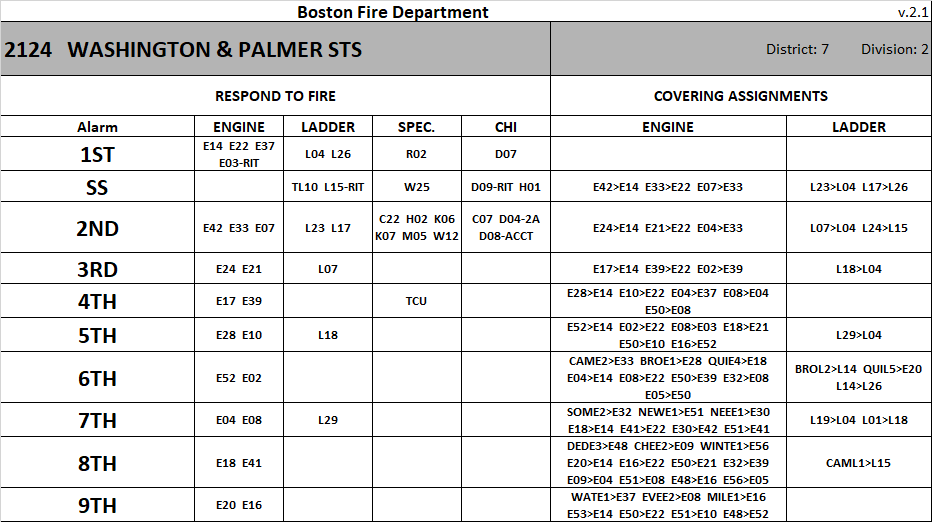 Boston Fire Department v.2.1
2124 WASHINGTON & PALMER STS District: 7 Division: 2
RESPOND TO FIRE COVERING ASSIGNMENTS
Alarm ENGINE LADDER SPEC. CHI ENGINE LADDER
1ST E14 E22 E37 L04 L26 R02 D07
E03-RIT
SS TL10 L15-RIT W25 D09-RIT H01 E42>E14 E33>E22 E07>E33 L23>L04 L17>L26
2ND E42 E33 E07 L23 L17 C22 H02 K06 C07 D04-2A E24>E14 E21>E22 E04>E33 L07>L04 L24>L15
K07 M05 W12 D08-ACCT
3RD E24 E21 L07 E17>E14 E39>E22 E02>E39 L18>L04
4TH E17 E39 TCU E28>E14 E10>E22 E04>E37 E08>E04
E50>E08
5TH E28 E10 L18 E52>E14 E02>E22 E08>E03 E18>E21 L29>L04
E50>E10 E16>E52
6TH E52 E02 CAME2>E33 BROE1>E28 QUIE4>E18 BROL2>L14 QUIL5>E20
E04>E14 E08>E22 E50>E39 E32>E08 L14>L26
E05>E50
7TH E04 E08 L29 SOME2>E32 NEWE1>E51 NEEE1>E30 L19>L04 L01>L18
E18>E14 E41>E22 E30>E42 E51>E41
8TH E18 E41 DEDE3>E48 CHEE2>E09 WINTE1>E56 CAML1>L15
E20>E14 E16>E22 E50>E21 E32>E39
E09>E04 E51>E08 E48>E16 E56>E05
9TH E20 E16 WATE1>E37 EVEE2>E08 MILE1>E16
E53>E14 E50>E22 E51>E10 E48>E52